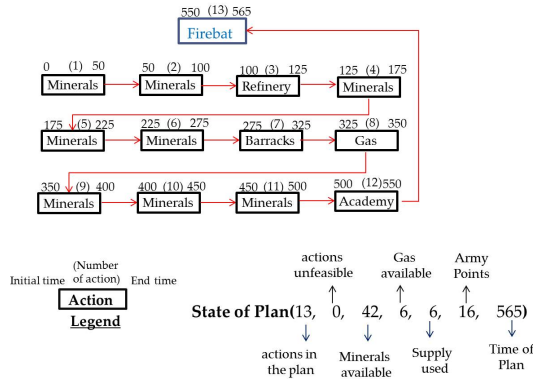 550 (13) 565
Firebat
0 (1) 50
Minerals
50 (2) 100
Minerals
100 (3) 125
Refinery
125 (4) 175
Minerals
175 (5) 225
Minerals
225 (6) 275
Minerals
275 (7) 325
Barracks
325 (8) 350
Gas
350 (9) 400
Minerals
400 (10) 450
Minerals
450 (11) 500
Minerals
500 (12) 550
Academy
Initial time
(Number
of action)
End time
Action
Legend
actions
unfeasible
Gas
available
Army
Points
State of Plan(13, 0, 42, 6, 6, 16, 565)
actions in
the plan
Minerals
available
Supply
used
Time of
Plan